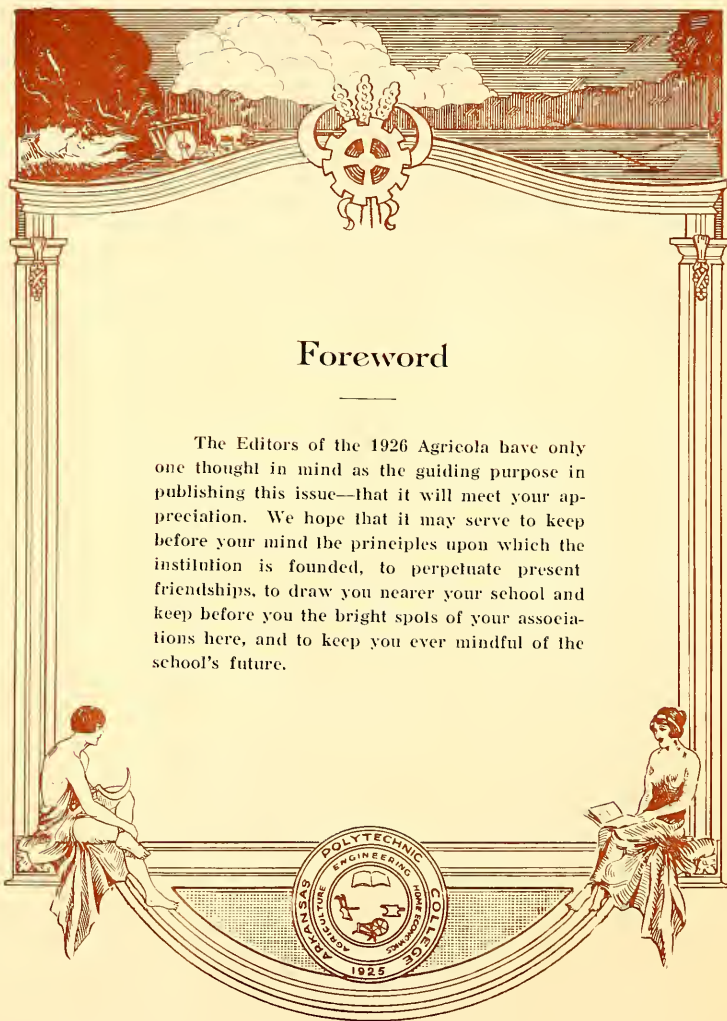 Foreword
The Editors of the 1926 Agricola have only
one thought in mind as the guiding purpose in
publishing this issue—that it will meet your ap-
preciation. We hope that it may serve to keep
before your mind the principles upon which the
institution is founded, to perpetuate present
friendships, to draw you nearer your school and
keep before you the bright spots of your associa-
tions here, and to keep you ever mindful of the
school's future.
ARKANSAS POLYTECHNIC COLLEGE
AGRICULTURE ENGINEERING HOME ECONOMICS
1925